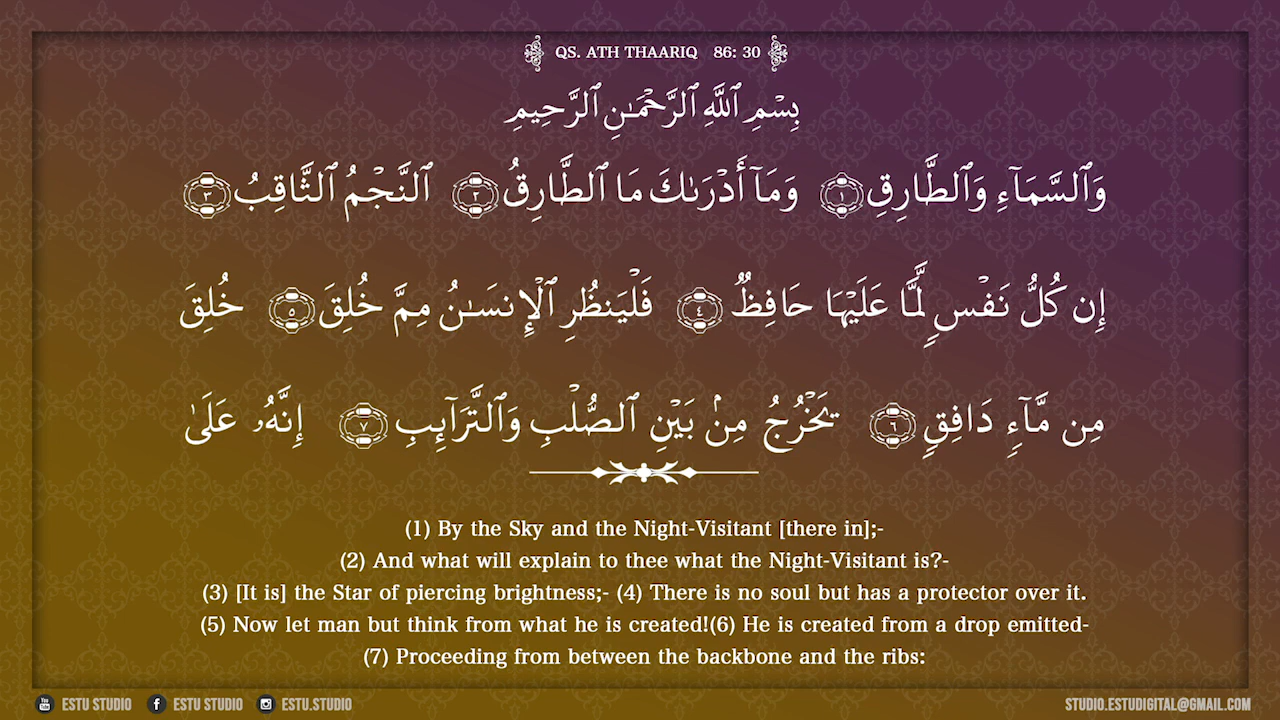 QS. ATH THAARIQ 86: 30
بِسْمِ ٱللَّهِ ٱلرَّحْمَـٰنِ ٱلرَّحِيمِ
وَٱلسَّمَآءِ وَٱلطَّارِقِ ١ وَمَآ أَدْرَىٰكَ مَا ٱلطَّارِقُ ٢ ٱلنَّجْمُ ٱلثَّاقِبُ ٣
إِن كُلُّ نَفْسٍ لَّمَّا عَلَيْهَا حَافِظٌ ٤ فَلْيَنظُرِ ٱلْإِنسَـٰنُ مِمَّ خُلِقَ ٥ خُلِقَ
مِن مَّآءٍ دَافِقٍ ٦ يَخْرُجُ مِنۢ بَيْنِ ٱلصُّلْبِ وَٱلتَّرَآئِبِ ٧ إِنَّهُۥ عَلَىٰ
(1) By the Sky and the Night-Visitant [there in];-
(2) And what will explain to thee what the Night-Visitant is?-
(3) [It is] the Star of piercing brightness;- (4) There is no soul but has a protector over it.
(5) Now let man but think from what he is created!(6) He is created from a drop emitted-
(7) Proceeding from between the backbone and the ribs:
You Tube ESTU STUDIO f ESTU STUDIO ESTU.STUDIO STUDIO.ESTUDIGITAL@GMAIL.COM